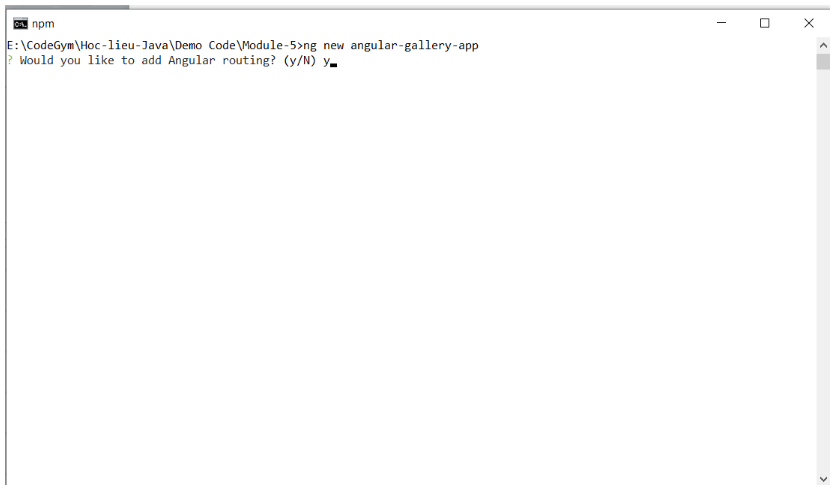 npm
E:\CodeGym\Hoc-lieu-Java\Demo Code\Module-5>ng new angular-gallery-app
? Would you like to add Angular routing? (y/N) y